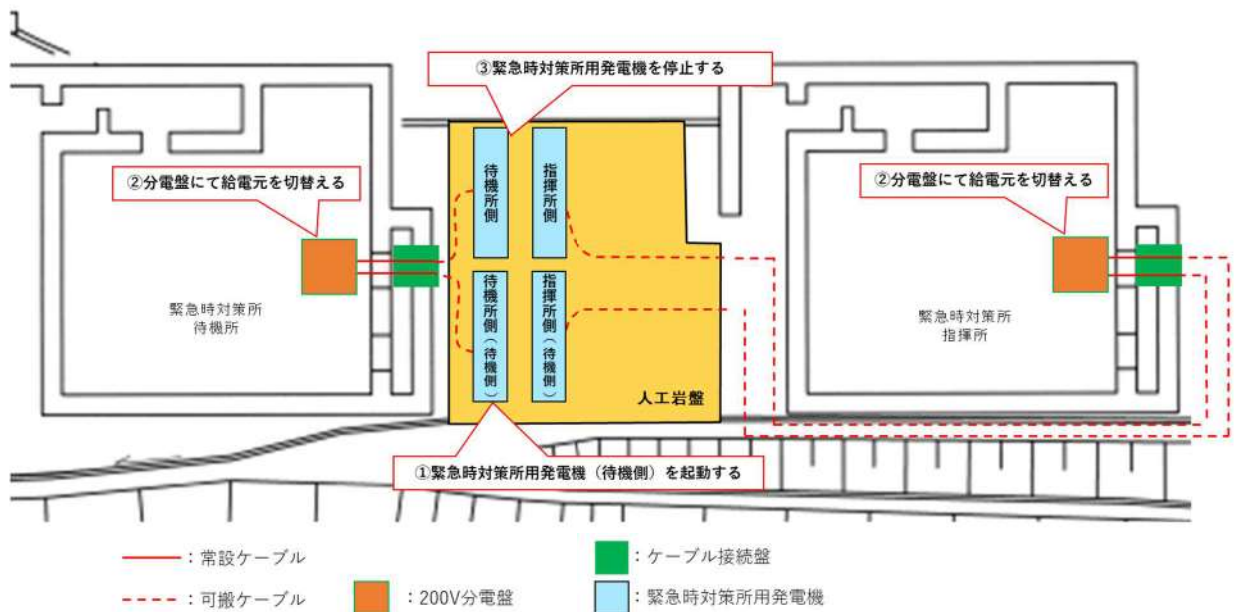 ③緊急時対策所用発電機を停止する
②分電盤にて給電元を切替える
②分電盤にて給電元を切替える
待機所側
指揮所側
待機所側（待機側）
指揮所側（待機側）
緊急時対策所
待機所
緊急時対策所
指揮所
人工岩盤
①緊急時対策所用発電機（待機側）を起動する
：常設ケーブル
：ケーブル接続盤
：可搬ケーブル
：200V分電盤
：緊急時対策所用発電機